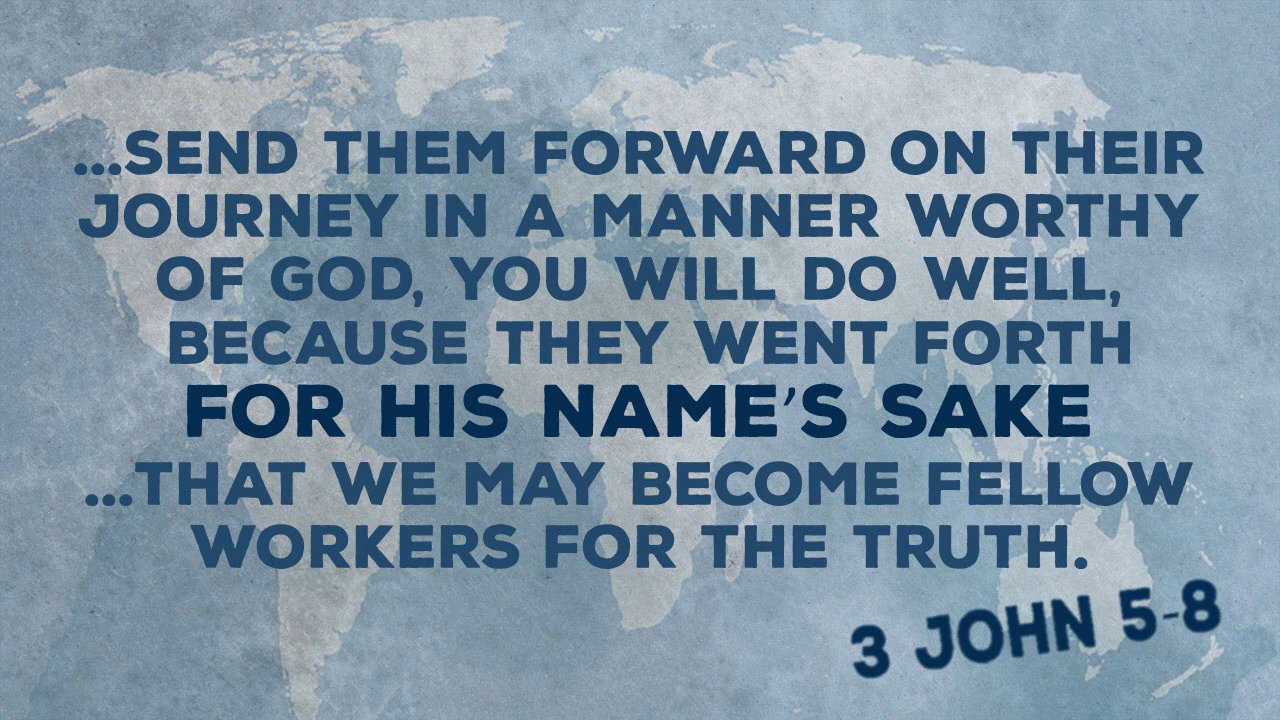 ...SEND THEM FORWARD ON THEIR
JOURNEY IN A MANNER WORTHY
OF GOD, YOU WILL DO WELL,
BECAUSE THEY WENT FORTH
FOR HIS NAME'S SAKE
...THAT WE MAY BECOME FELLOW
WORKERS FOR THE TRUTH.
3 JOHN 5-8